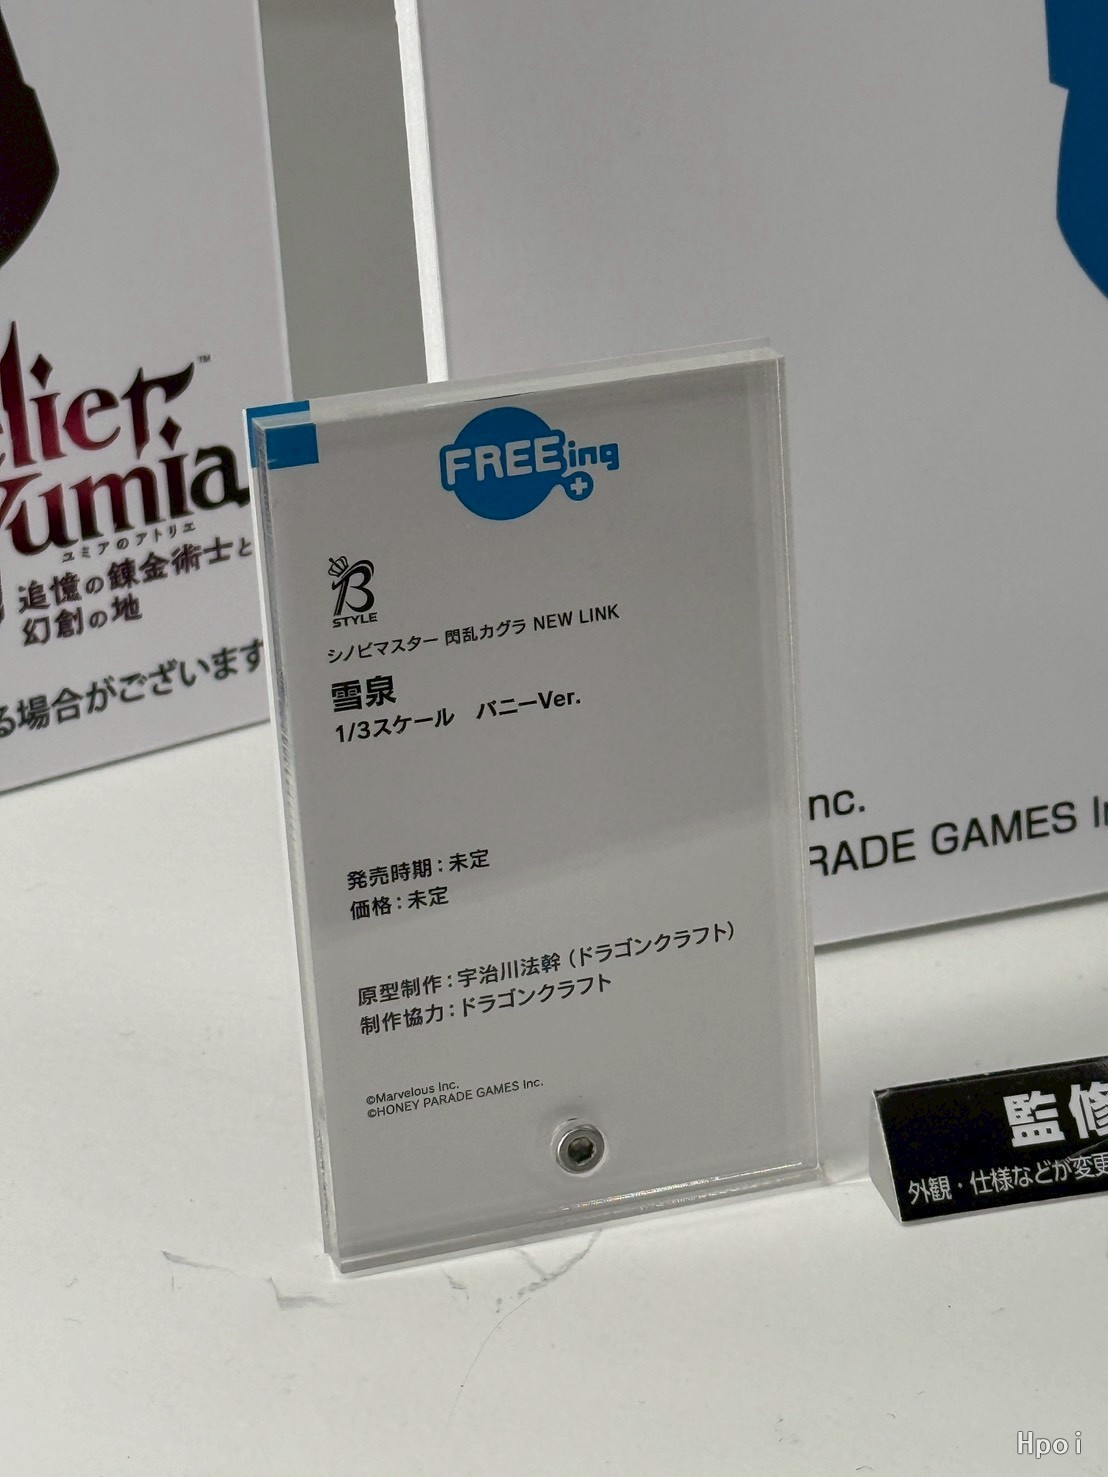 elier
Yumia
™
ユミアのアトリエ
追憶の錬金術士と
幻創の地
る場合がございます
FREEing
B
STYLE
シノビマスター 閃乱カグラ NEW LINK
雪泉
1/3スケール　バニーVer.
発売時期：未定
価格：未定
原型制作：宇治川法幹（ドラゴンクラフト）
制作協力：ドラゴンクラフト
©Marvelous Inc.
©HONEY PARADE GAMES Inc.
nc.
RADE GAMES In
監修
外観・仕様などが変更
Hpoi